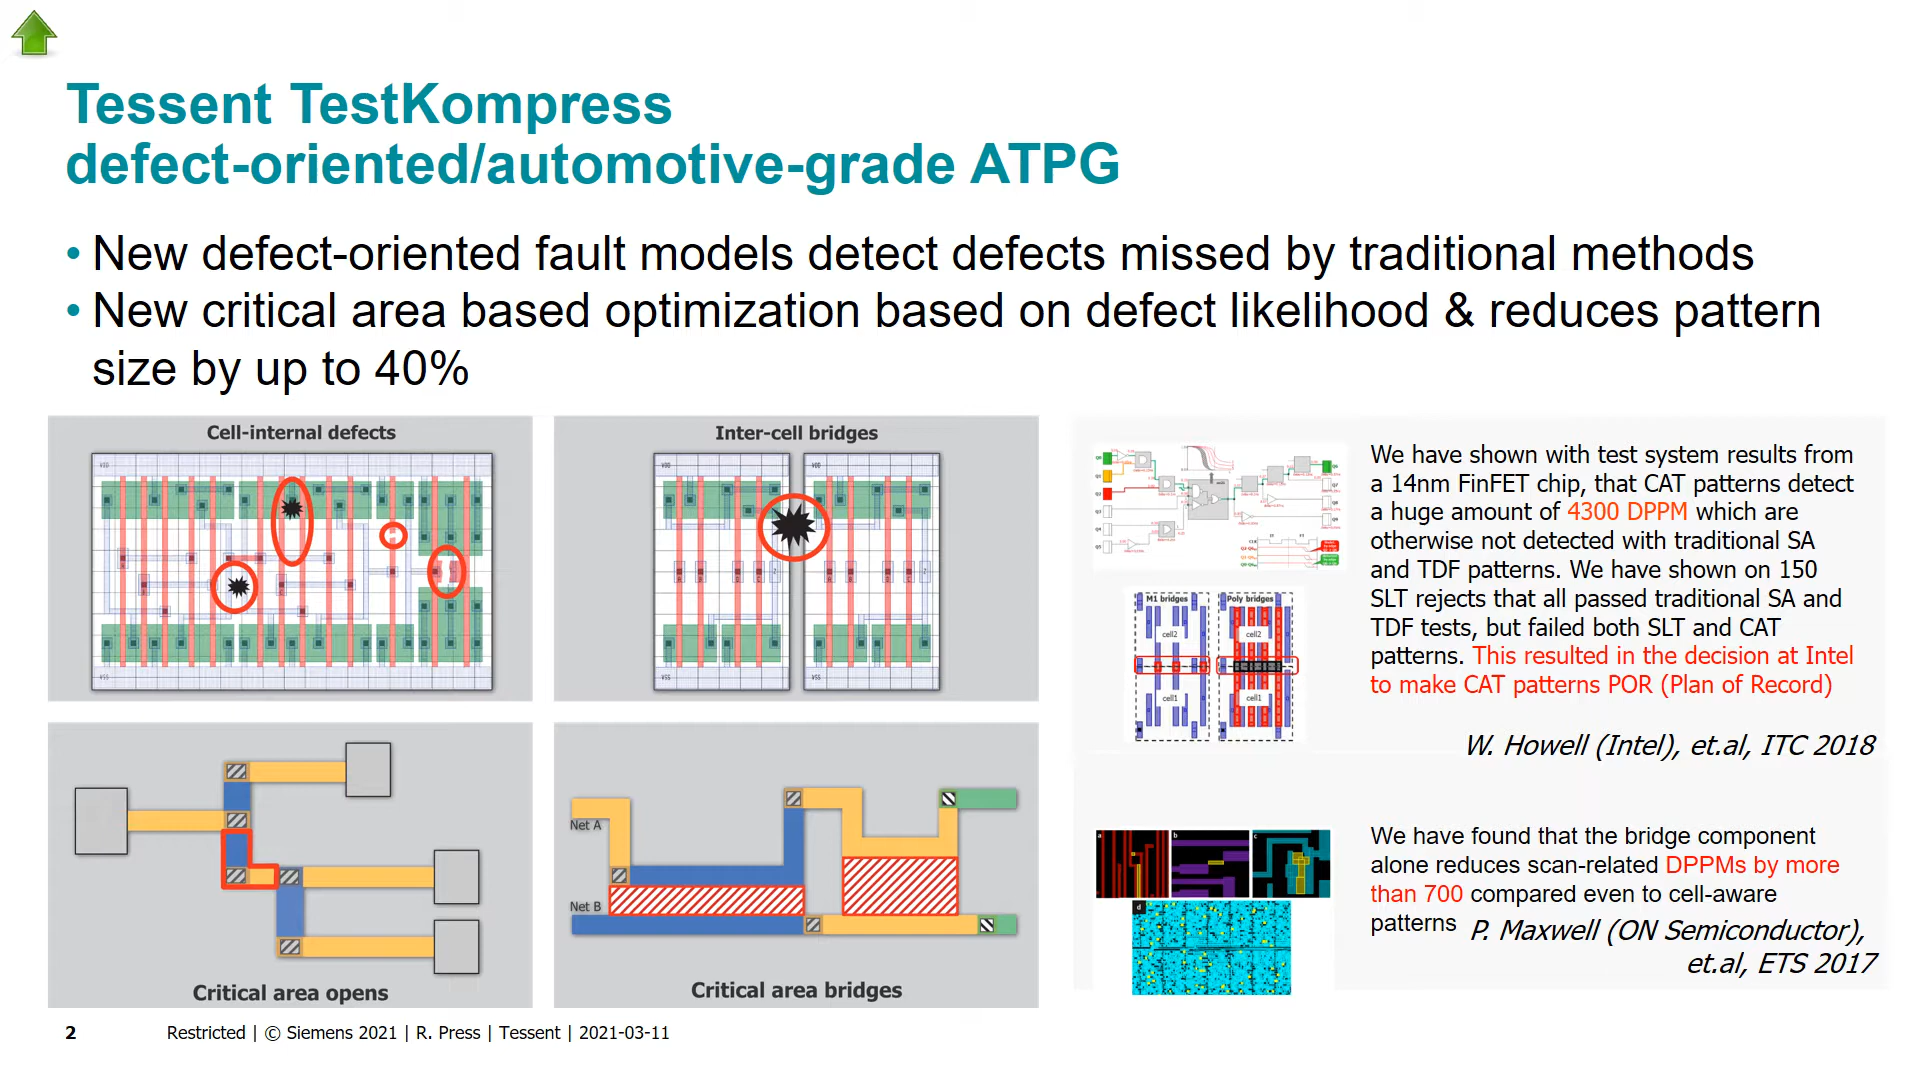 Tessent TestKompress
defect-oriented/automotive-grade ATPG
• New defect-oriented fault models detect defects missed by traditional methods
• New critical area based optimization based on defect likelihood & reduces pattern
size by up to 40%
Cell-internal defects
VDD
VSS
Inter-cell bridges
VDD
VDD
VSS
VSS
Critical area opens
Net A
Net B
Critical area bridges
M1 bridges
Poly bridges
cell2
cell2
cell1
cell1
We have shown with test system results from
a 14nm FinFET chip, that CAT patterns detect
a huge amount of 4300 DPPM which are
otherwise not detected with traditional SA
and TDF patterns. We have shown on 150
SLT rejects that all passed traditional SA and
TDF tests, but failed both SLT and CAT
patterns. This resulted in the decision at Intel
to make CAT patterns POR (Plan of Record)
W. Howell (Intel), et.al, ITC 2018
a
b
c
d
We have found that the bridge component
alone reduces scan-related DPPMs by more
than 700 compared even to cell-aware
patterns
P. Maxwell (ON Semiconductor),
et.al, ETS 2017
2
Restricted | © Siemens 2021 | R. Press | Tessent | 2021-03-11